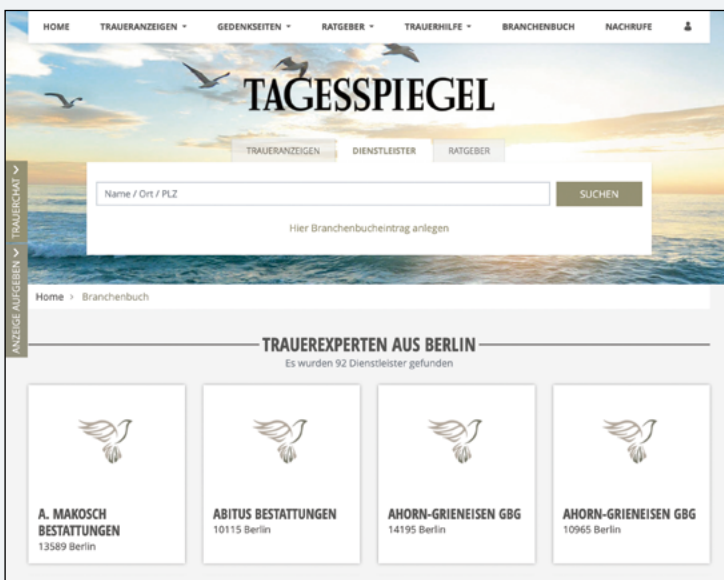 HOME TRAUERANZEIGEN GEDENKSEITEN RATGEBER TRAUERHILFE BRANCHENBUCH NACHRUFE
TAGESSPIEGEL
TRAUERANZEIGEN DIENSTLEISTER RATGEBER
Name / Ort / PLZ SUCHEN
Hier Branchenbucheintrag anlegen
TRAUERCHAT
ANZEIGE AUFGEBEN
Home > Branchenbuch
TRAUEREXPERTEN AUS BERLIN
Es wurden 92 Dienstleister gefunden
A. MAKOSCH
BESTATTUNGEN
13589 Berlin
ABITUS BESTATTUNGEN
10115 Berlin
AHORN-GRIENEISEN GBG
14195 Berlin
AHORN-GRIENEISEN GBG
10965 Berlin